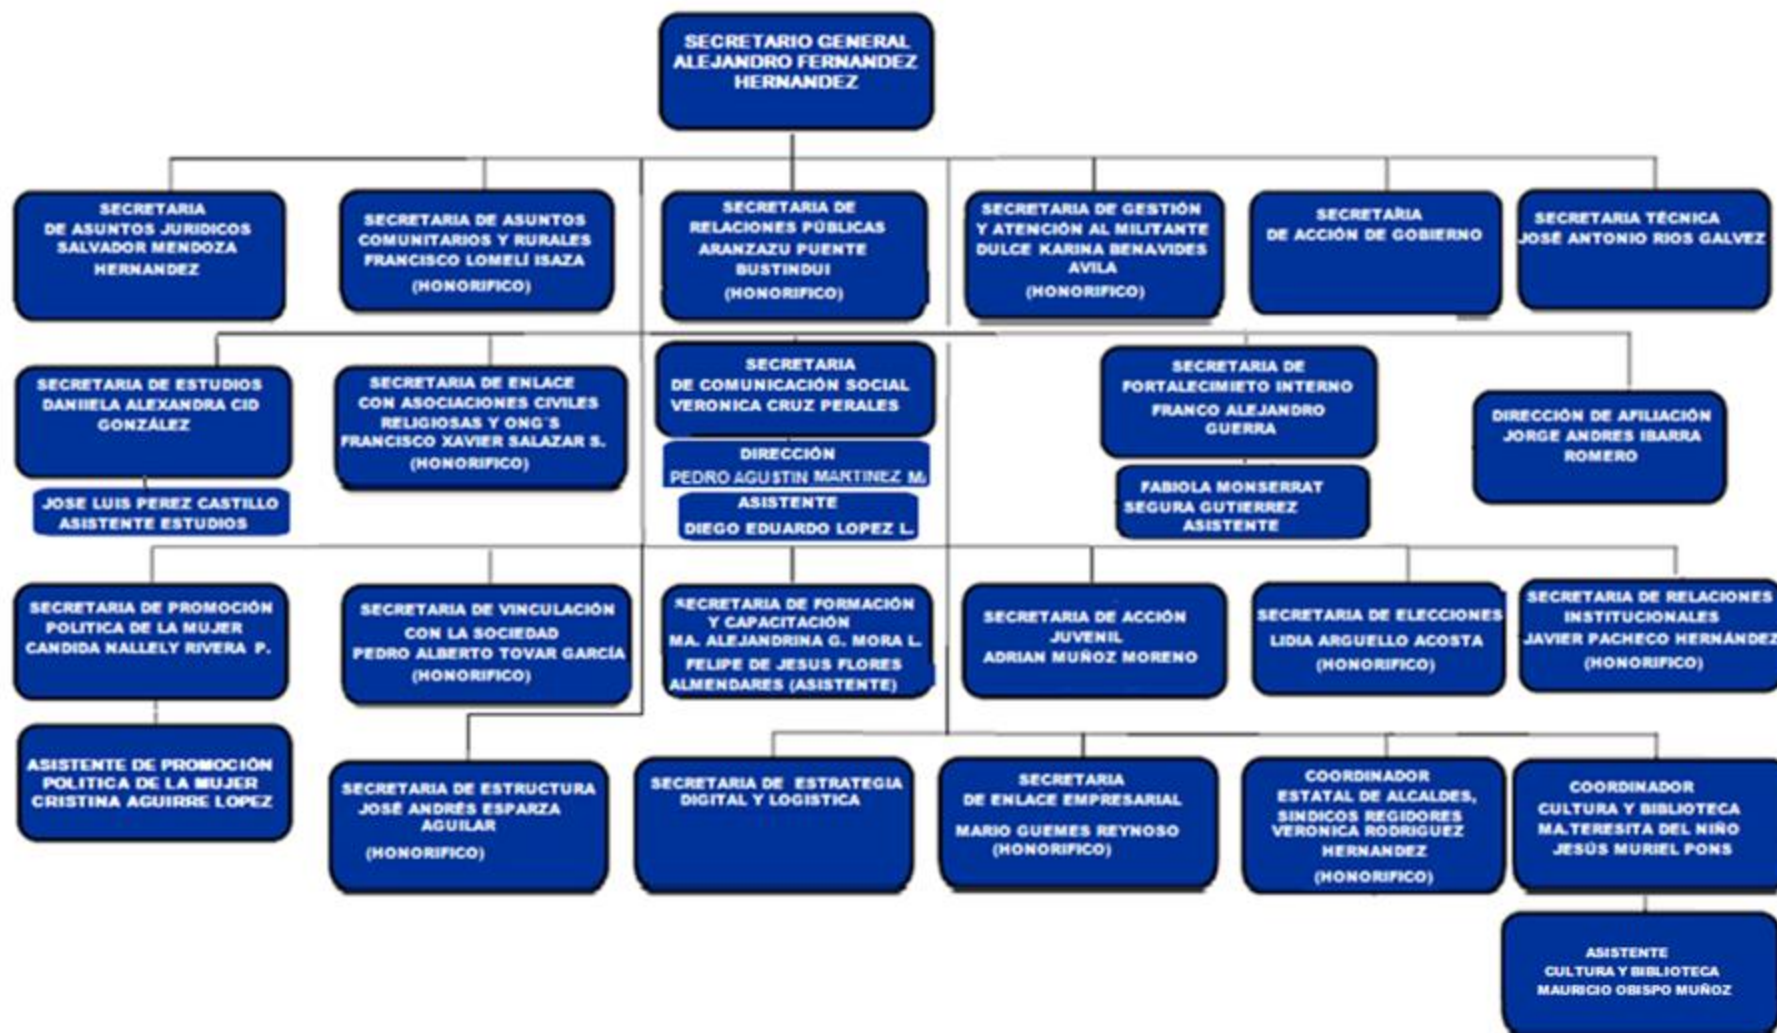 SECRETARIO GENERAL
ALEJANDRO FERNANDEZ
HERNANDEZ
SECRETARIA
DE ASUNTOS JURIDICOS
SALVADOR MENDOZA
HERNANDEZ
SECRETARIA DE ASUNTOS
COMUNITARIOS Y RURALES
FRANCISCO LOMELÍ ISAZA
(HONORIFICO)
SECRETARIA DE
RELACIONES PÚBLICAS
ARANZAZU PUENTE
BUSTINDUI
(HONORIFICO)
SECRETARIA DE GESTIÓN
Y ATENCIÓN AL MILITANTE
DULCE KARINA BENAVIDES
AVILA
(HONORIFICO)
SECRETARIA
DE ACCIÓN DE GOBIERNO
SECRETARIA TÉCNICA
JOSÉ ANTONIO RIOS GALVEZ
SECRETARIA DE ESTUDIOS
DANIIELA ALEXANDRA CID
GONZÁLEZ
JOSE LUIS PEREZ CASTILLO
ASISTENTE ESTUDIOS
SECRETARIA DE ENLACE
CON ASOCIACIONES CIVILES
RELIGIOSAS Y ONG´S
FRANCISCO XAVIER SALAZAR S.
(HONORIFICO)
SECRETARIA
DE COMUNICACIÓN SOCIAL
VERONICA CRUZ PERALES
DIRECCIÓN
PEDRO AGUSTIN MARTINEZ M.
ASISTENTE
DIEGO EDUARDO LOPEZ L.
SECRETARIA DE
FORTALECIMIETO INTERNO
FRANCO ALEJANDRO
GUERRA
FABIOLA MONSERRAT
SEGURA GUTIERREZ
ASISTENTE
DIRECCIÓN DE AFILIACIÓN
JORGE ANDRES IBARRA
ROMERO
SECRETARIA DE PROMOCIÓN
POLITICA DE LA MUJER
CANDIDA NALLELY RIVERA P.
ASISTENTE DE PROMOCIÓN
POLITICA DE LA MUJER
CRISTINA AGUIRRE LOPEZ
SECRETARIA DE VINCULACIÓN
CON LA SOCIEDAD
PEDRO ALBERTO TOVAR GARCÍA
(HONORIFICO)
SECRETARIA DE FORMACIÓN
Y CAPACITACIÓN
MA. ALEJANDRINA G. MORA L.
FELIPE DE JESUS FLORES
ALMENDARES (ASISTENTE)
SECRETARIA DE ACCIÓN
JUVENIL
ADRIAN MUÑOZ MORENO
SECRETARIA DE ELECCIONES
LIDIA ARGUELLO ACOSTA
(HONORIFICO)
SECRETARIA DE RELACIONES
INSTITUCIONALES
JAVIER PACHECO HERNÁNDEZ
(HONORIFICO)
SECRETARIA DE ESTRUCTURA
JOSÉ ANDRÉS ESPARZA
AGUILAR
(HONORIFICO)
SECRETARIA DE ESTRATEGIA
DIGITAL Y LOGISTICA
SECRETARIA
DE ENLACE EMPRESARIAL
MARIO GUEMES REYNOSO
(HONORIFICO)
COORDINADOR
ESTATAL DE ALCALDES,
SINDICOS REGIDORES
VERONICA RODRIGUEZ
HERNANDEZ
(HONORIFICO)
COORDINADOR
CULTURA Y BIBLIOTECA
MA.TERESITA DEL NIÑO
JESÚS MURIEL PONS
ASISTENTE
CULTURA Y BIBLIOTECA
MAURICIO OBISPO MUÑOZ